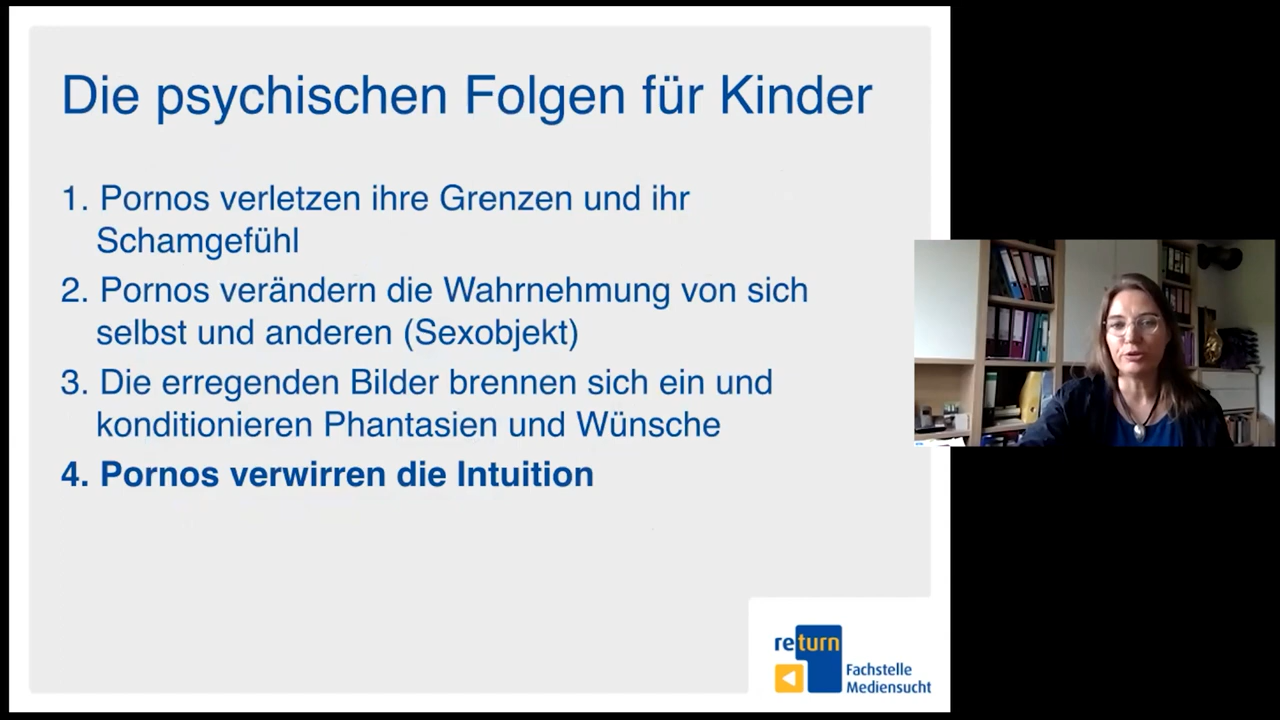 Die psychischen Folgen für Kinder
1. Pornos verletzen ihre Grenzen und ihr
Schamgefühl
2. Pornos verändern die Wahrnehmung von sich
selbst und anderen (Sexobjekt)
3. Die erregenden Bilder brennen sich ein und
konditionieren Phantasien und Wünsche
4. Pornos verwirren die Intuition
return
Fachstelle
Mediensucht